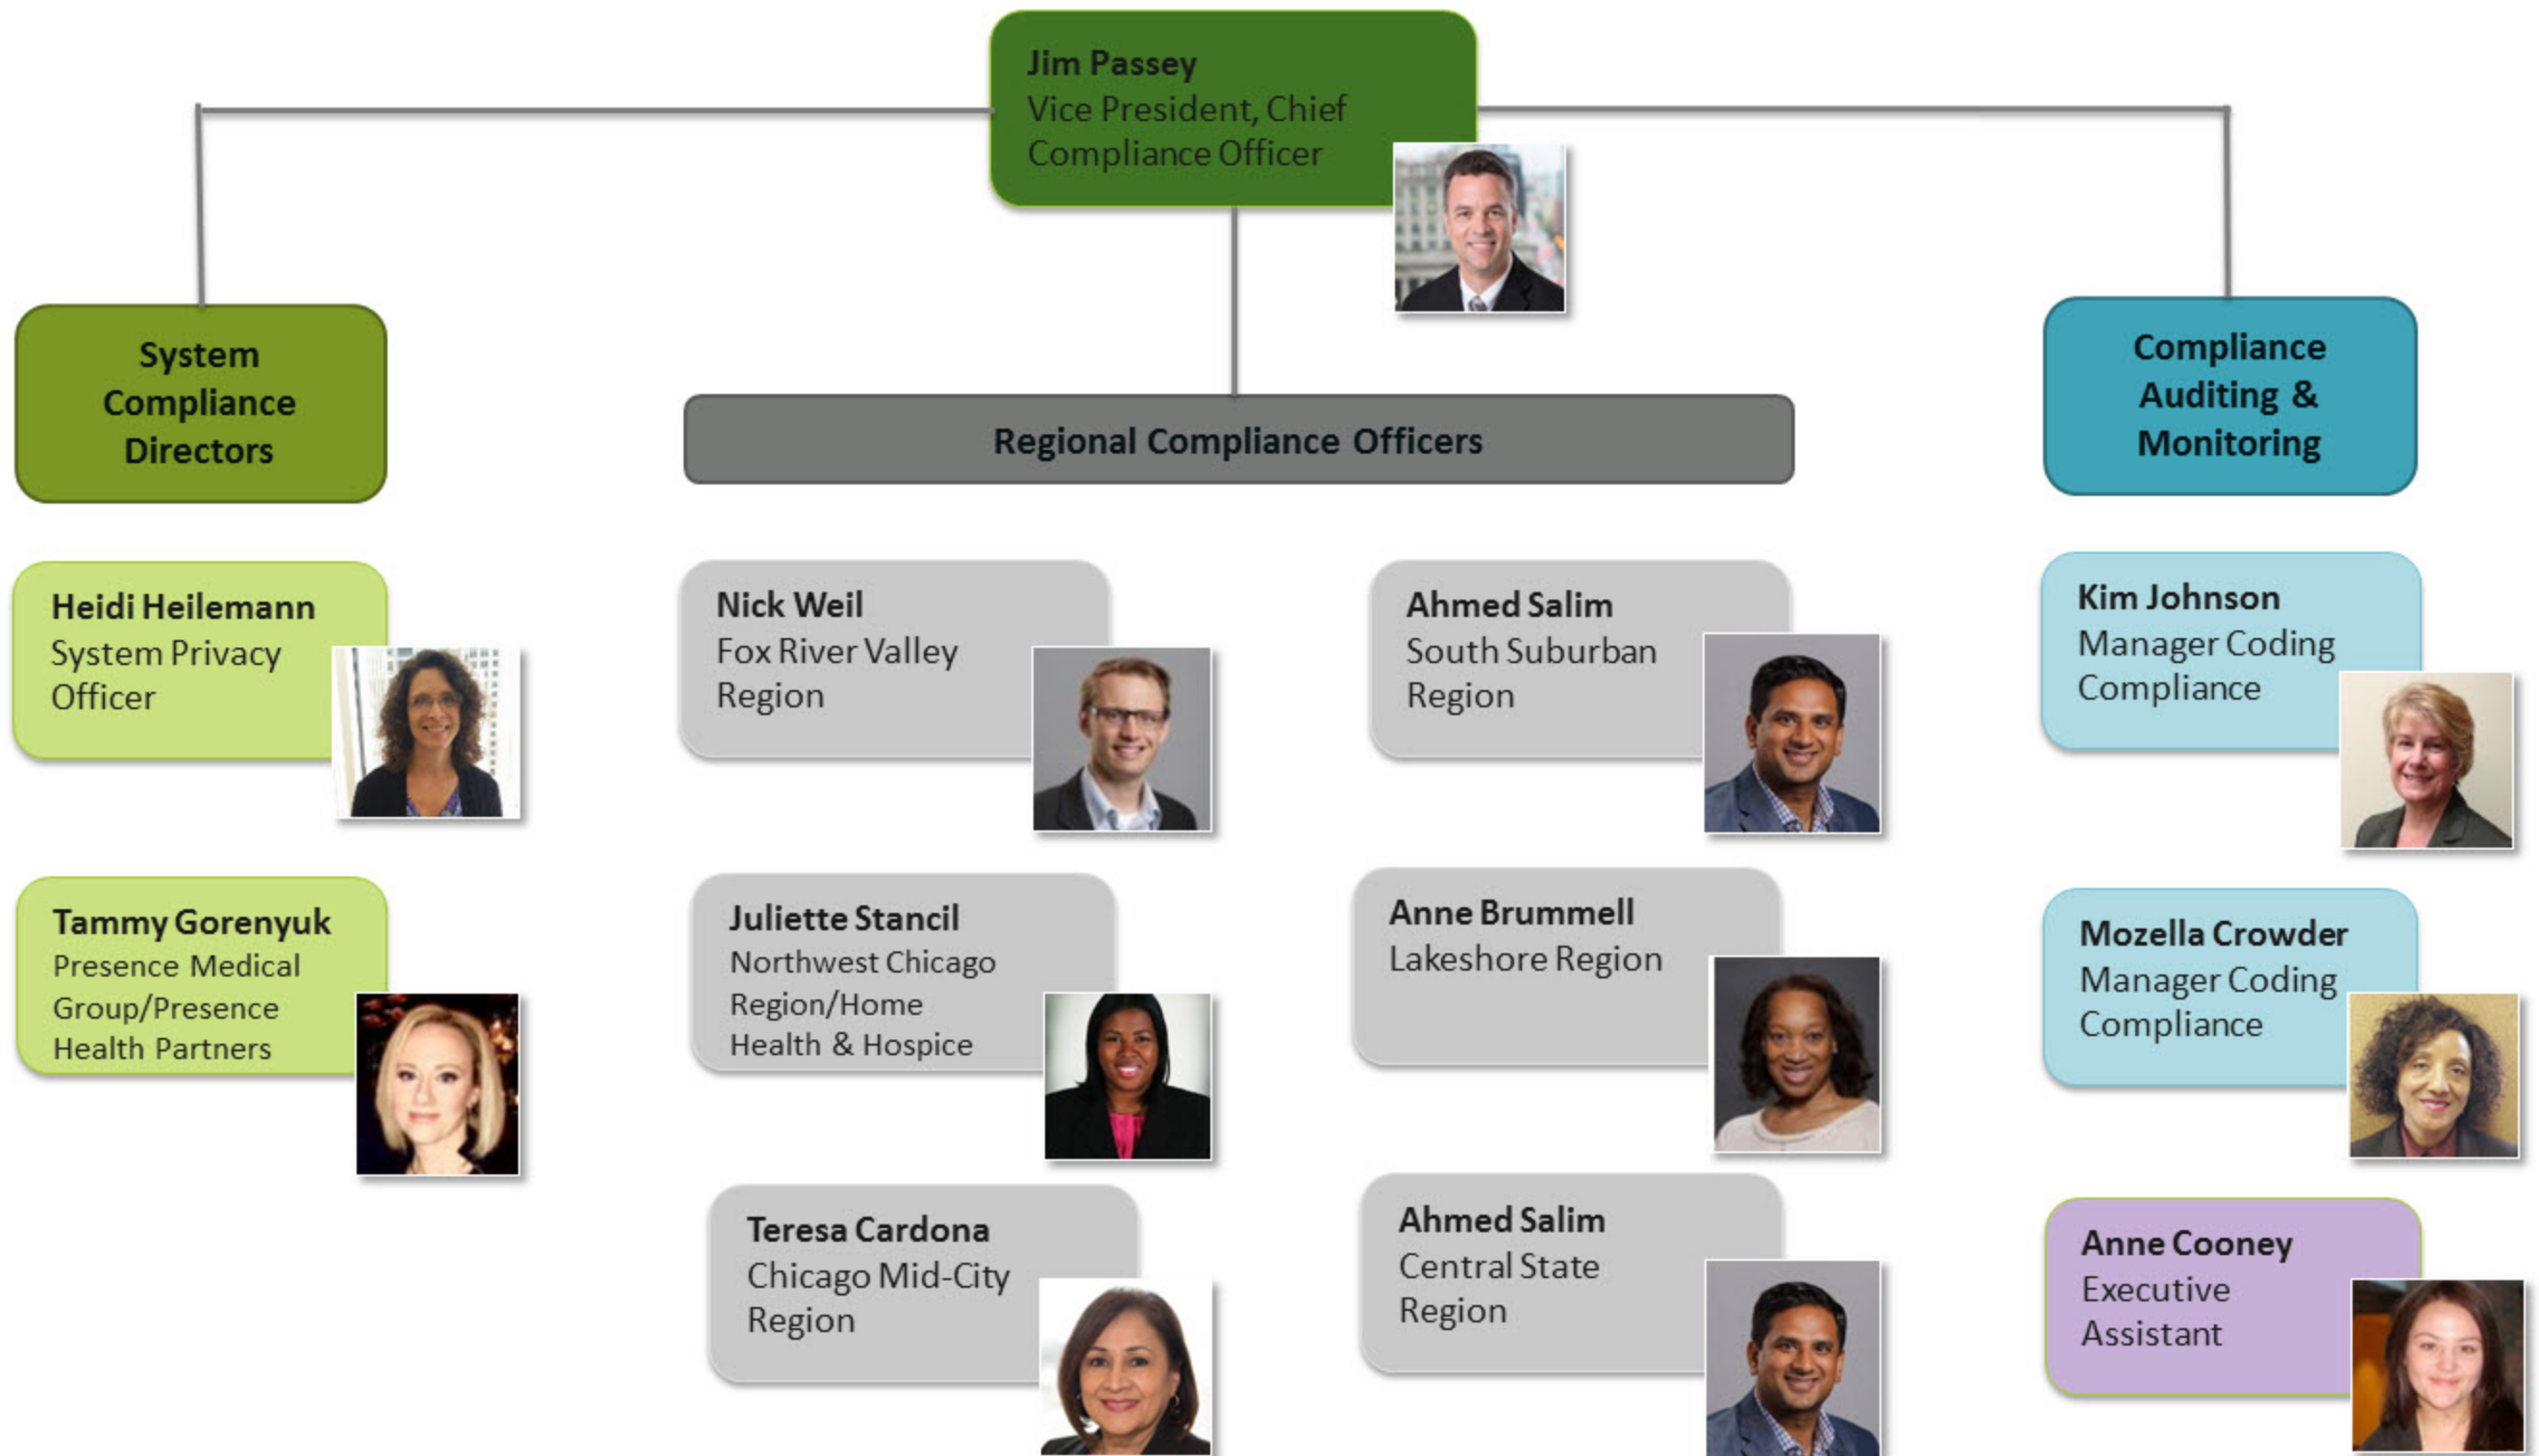 Jim Passey
Vice President, Chief
Compliance Officer
System
Compliance
Directors
Regional Compliance Officers
Compliance
Auditing &
Monitoring
Heidi Heilemann
System Privacy
Officer
Tammy Gorenyuk
Presence Medical
Group/Presence
Health Partners
Nick Weil
Fox River Valley
Region
Juliette Stancil
Northwest Chicago
Region/Home
Health & Hospice
Teresa Cardona
Chicago Mid-City
Region
Ahmed Salim
South Suburban
Region
Anne Brummell
Lakeshore Region
Ahmed Salim
Central State
Region
Kim Johnson
Manager Coding
Compliance
Mozella Crowder
Manager Coding
Compliance
Anne Cooney
Executive
Assistant